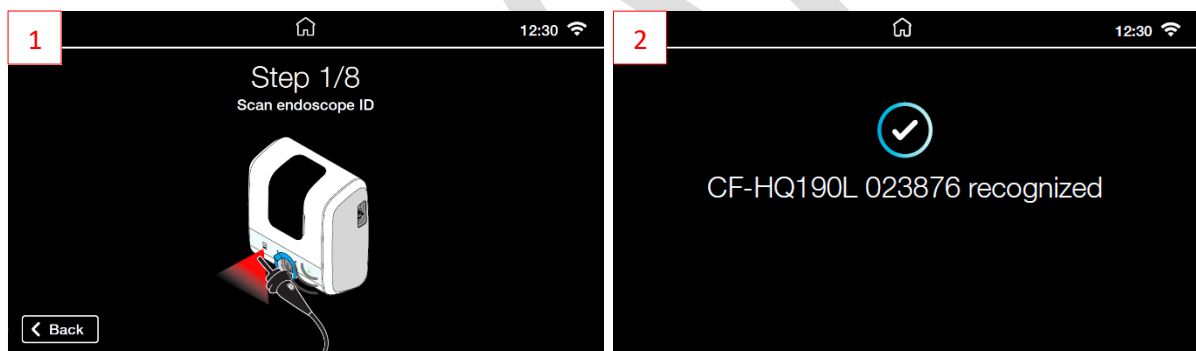 1
12:30
Step 1/8
Scan endoscope ID
Back
2
12:30
CF-HQ190L 023876 recognized